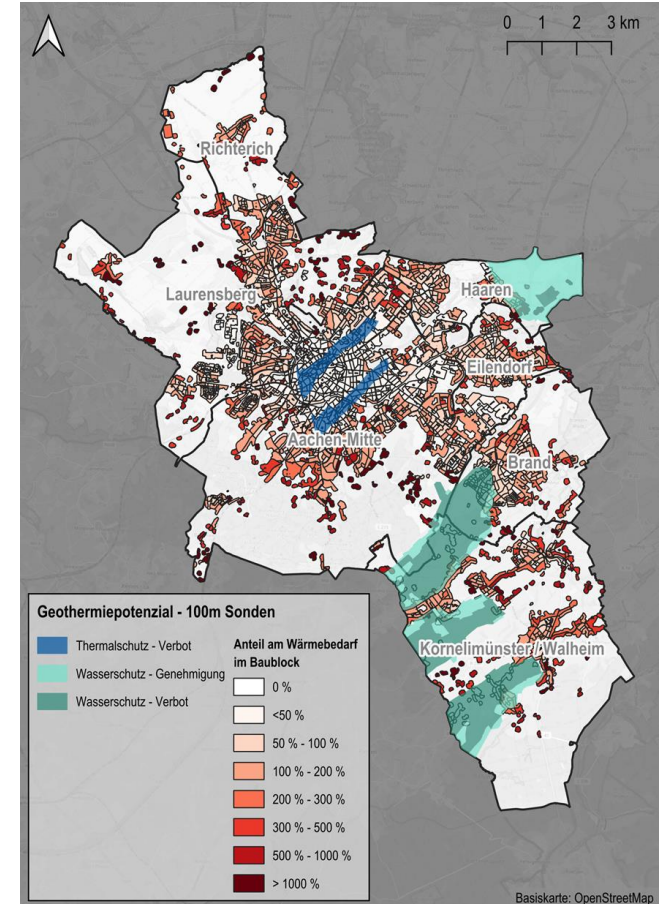 0 1 2 3 km
Richterich
Laurensberg
Haaren
Eilendorf
Aachen-Mitte
Brand
Kornelimünster / Walheim
Geothermiepotenzial - 100m Sonden
Thermalschutz - Verbot
Wasserschutz - Genehmigung
Wasserschutz - Verbot
Anteil am Wärmebedarf
im Baublock
0 %
<50 %
50 % - 100 %
100 % - 200 %
200 % - 300 %
300 % - 500 %
500 % - 1000 %
> 1000 %
Basiskarte: OpenStreetMap